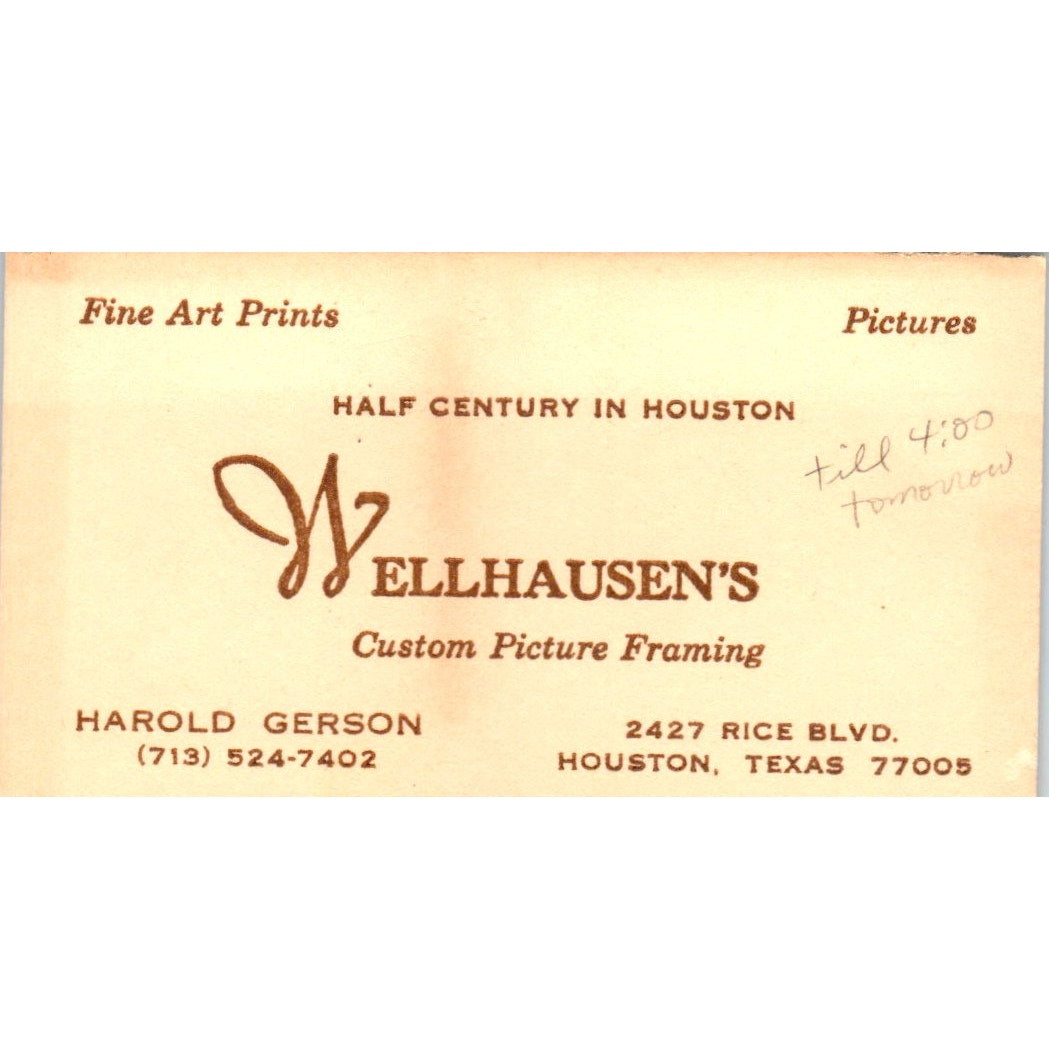 Fine Art Prints
Pictures
HALF CENTURY IN HOUSTON
till 4:00
tomorrow
WELLHAUSEN'S
Custom Picture Framing
HAROLD GERSON
(713) 524-7402
2427 RICE BLVD.
HOUSTON, TEXAS 77005